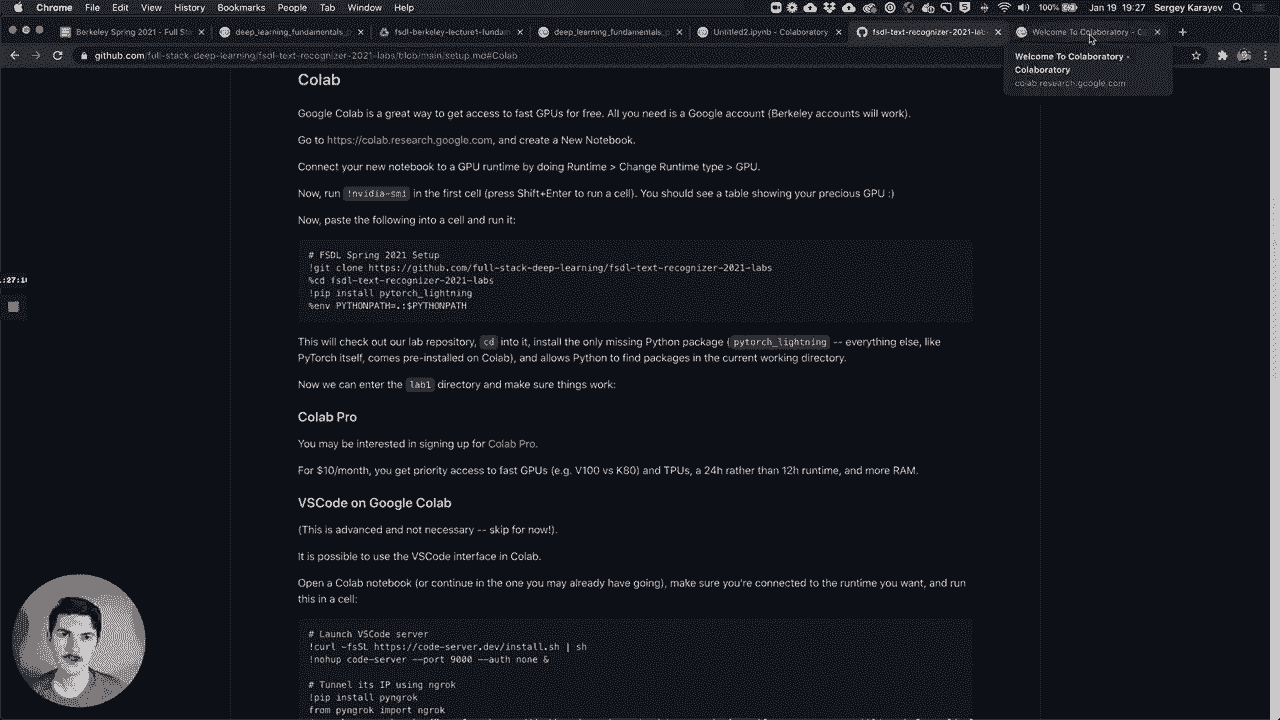 Chrome File Edit View History Bookmarks People Tab Window Help 100% Jan 19 19:27 Sergey Karayev
Berkeley Spring 2021 - Full St
deep_learning_fundamentals_p
fsdl-berkeley-lecture1-fundam
deep_learning_fundamentals_p
Untitled2.ipynb - Colaboratory
fsdl-text-recognizer-2021-lab
Welcome To Colaboratory - C
github.com/full-stack-deep-learning/fsdl-text-recognizer-2021-labs/blob/main/setup.md#Colab
Welcome To Colaboratory -
Colaboratory
colab.research.google.com
Colab
Google Colab is a great way to get access to fast GPUs for free. All you need is a Google account (Berkeley accounts will work).
Go to https://colab.research.google.com, and create a New Notebook.
Connect your new notebook to a GPU runtime by doing Runtime > Change Runtime type > GPU.
Now, run !nvidia-smi in the first cell (press Shift+Enter to run a cell). You should see a table showing your precious GPU :)
Now, paste the following into a cell and run it:
# FSDL Spring 2021 Setup
!git clone https://github.com/full-stack-deep-learning/fsdl-text-recognizer-2021-labs
%cd fsdl-text-recognizer-2021-labs
!pip install pytorch_lightning
%env PYTHONPATH=.:$PYTHONPATH
This will check out our lab repository, cd into it, install the only missing Python package (pytorch_lightning -- everything else, like
PyTorch itself, comes pre-installed on Colab), and allows Python to find packages in the current working directory.
Now we can enter the lab1 directory and make sure things work:
Colab Pro
You may be interested in signing up for Colab Pro.
For $10/month, you get priority access to fast GPUs (e.g. V100 vs K80) and TPUs, a 24h rather than 12h runtime, and more RAM.
VSCode on Google Colab
(This is advanced and not necessary -- skip for now!).
It is possible to use the VSCode interface in Colab.
Open a Colab notebook (or continue in the one you may already have going), make sure you're connected to the runtime you want, and run
this in a cell:
# Launch VSCode server
!curl -fsSL https://code-server.dev/install.sh | sh
!nohup code-server --port 9000 --auth none &
# Tunnel its IP using ngrok
!pip install pyngrok
from pyngrok import ngrok